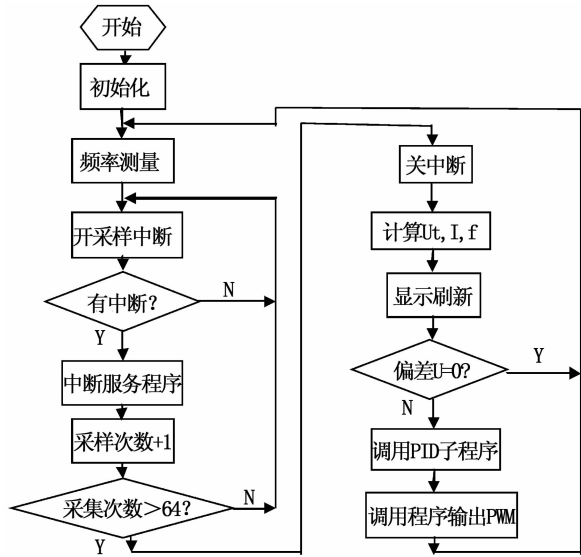 开始
初始化
频率测量
开采样中断
有中断?
N
Y
中断服务程序
采样次数+1
采集次数>64?
N
Y
关中断
计算Ut,I,f
显示刷新
偏差U=0?
Y
N
调用PID子程序
调用程序输出PWM